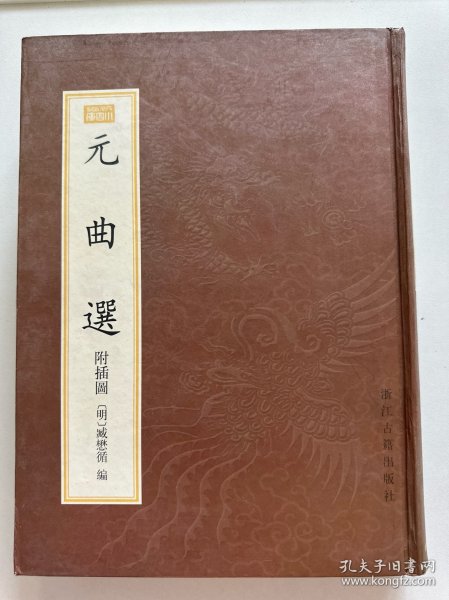 元曲選
附插圖
〔明〕臧懋循 編
浙江古籍出版社
孔夫子旧书网
www.kongfz.com